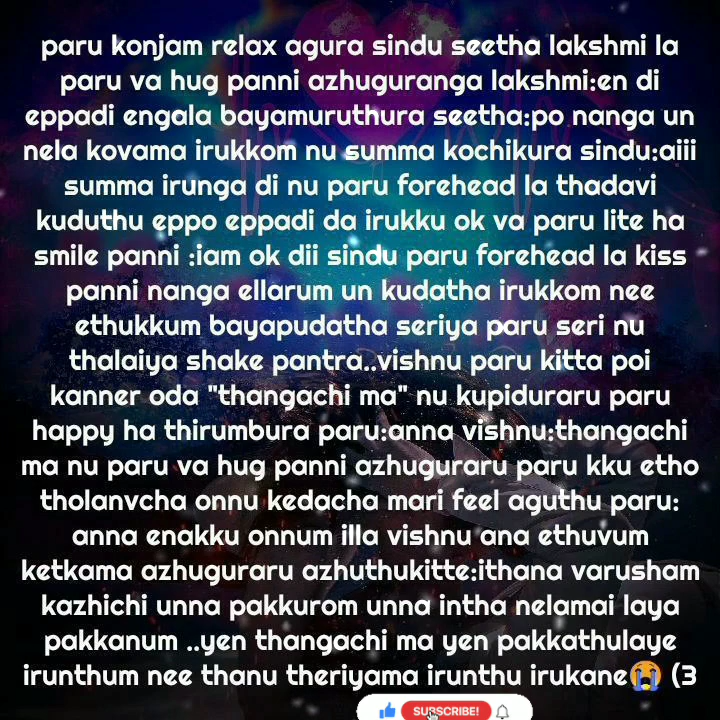 paru konjam relax agura sindu seetha lakshmi la
paru va hug panni azhuguranga lakshmi:en di
eppadi engala bayamuruthura seetha:po nanga un
nela kovama irukkom nu summa kochikura sindu:aiii
summa irunga di nu paru forehead la thadavi
kuduthu eppo eppadi da irukku ok va paru lite ha
smile panni :iam ok dii sindu paru forehead la kiss
panni nanga ellarum un kudatha irukkom nee
ethukkum bayapudatha seriya paru seri nu
thalaiya shake pantra..vishnu paru kitta poi
kanner oda "thangachi ma" nu kupiduraru paru
happy ha thirumbura paru:anna vishnu:thangachi
ma nu paru va hug panni azhuguraru paru kku etho
tholanvcha onnu kedacha mari feel aguthu paru:
anna enakku onnum illa vishnu ana ethuvum
ketkama azhuguraru azhuthukitte:ithana varusham
kazhichi unna pakkurom unna intha nelamai laya
pakkanum ..yen thangachi ma yen pakkathulaye
irunthum nee thanu theriyama irunthu irukane😭 (3
SUBSCRIBE!